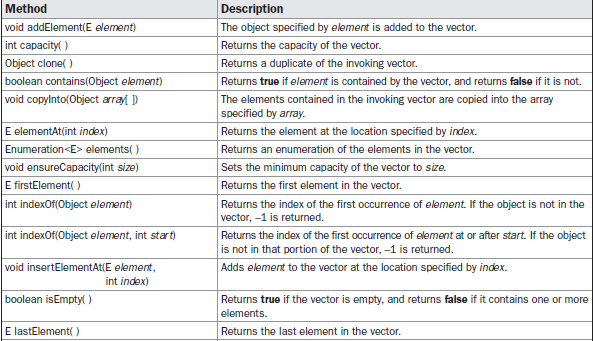 Method Description
void addElement(E element) The object specified by element is added to the vector.
int capacity( ) Returns the capacity of the vector.
Object clone( ) Returns a duplicate of the invoking vector.
boolean contains(Object element) Returns true if element is contained by the vector, and returns false if it is not.
void copyInto(Object array[ ]) The elements contained in the invoking vector are copied into the array
specified by array.
E elementAt(int index) Returns the element at the location specified by index.
Enumeration<E> elements( ) Returns an enumeration of the elements in the vector.
void ensureCapacity(int size) Sets the minimum capacity of the vector to size.
E firstElement( ) Returns the first element in the vector.
int indexOf(Object element) Returns the index of the first occurrence of element. If the object is not in the
vector, –1 is returned.
int indexOf(Object element, int start) Returns the index of the first occurrence of element at or after start. If the object
is not in that portion of the vector, –1 is returned.
void insertElementAt(E element, Adds element to the vector at the location specified by index.
int index)
boolean isEmpty( ) Returns true if the vector is empty, and returns false if it contains one or more
elements.
E lastElement( ) Returns the last element in the vector.